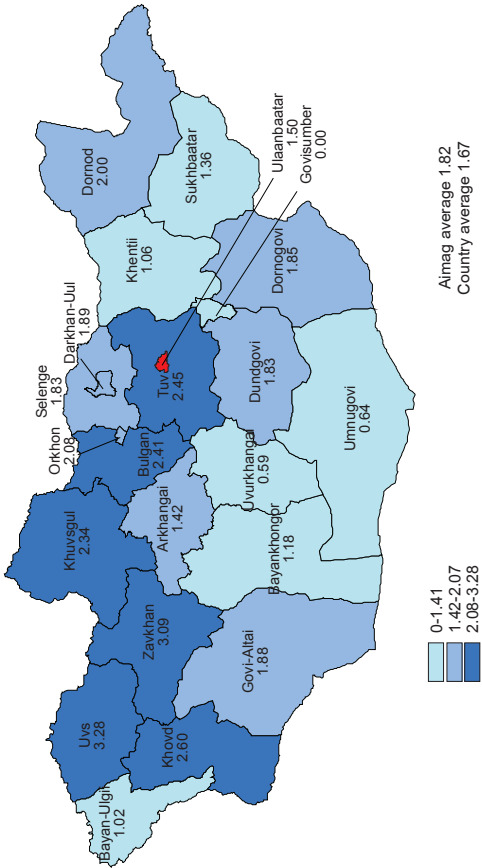 Bayan-Ulgii
1.02
Uvs
3.28
Khovd
2.60
Zavkhan
3.09
Govi-Altai
1.88
Khuvsgul
2.34
Arkhangai
1.42
Bayankhongor
1.18
Orkhon
2.08
Bulgan
2.41
Uvurkhangai
0.59
Selenge
1.83
Darkhan-Uul
1.89
Tuv
2.45
Dundgovi
1.83
Umnugovi
0.64
Khentii
1.06
Dornogovi
1.85
Dornod
2.00
Sukhbaatar
1.36
Ulaanbaatar
1.50
Govisumber
0.00
0-1.41
1.42-2.07
2.08-3.28
Aimag average 1.82
Country average 1.67